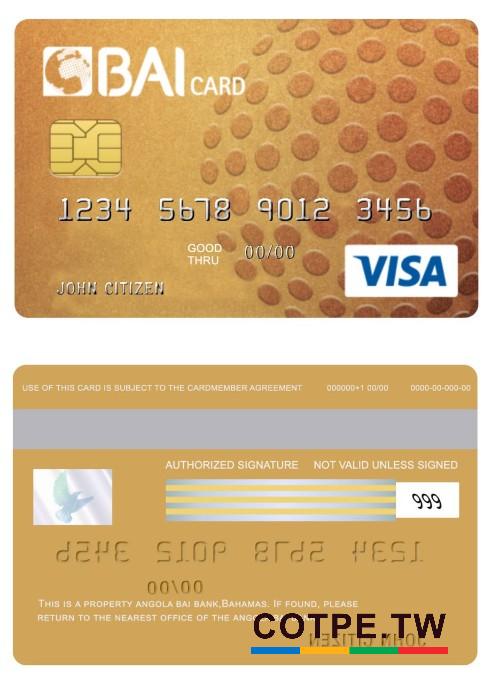 BAI CARD
1234 5678 9012 3456
GOOD
THRU
00/00
JOHN CITIZEN
VISA
USE OF THIS CARD IS SUBJECT TO THE CARDMEMBER AGREEMENT 000000+1 00/00 0000-00-000-00
AUTHORIZED SIGNATURE NOT VALID UNLESS SIGNED
999
1234 5678 9012 3456
00/00
THIS IS A PROPERTY ANGOLA BAI BANK,BAHAMAS. IF FOUND, PLEASE
RETURN TO THE NEAREST OFFICE OF THE
COTPE.TW
JOHN CITIZEN